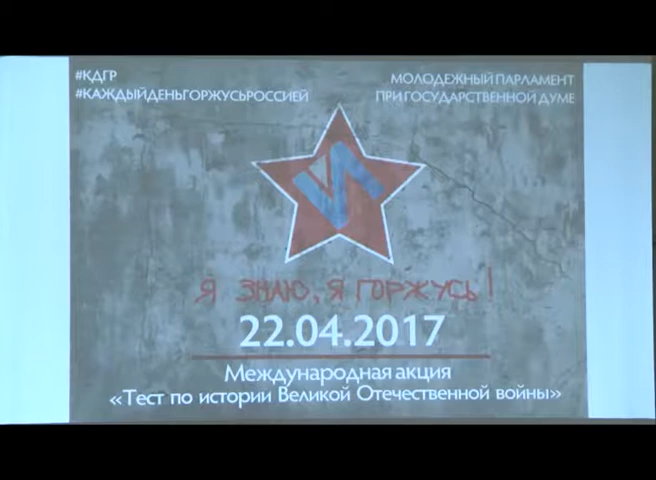 #КДГР
#КАЖДЫЙДЕНЬГОРЖУСЬРОССИЕЙ
МОЛОДЕЖНЫЙ ПАРЛАМЕНТ
ПРИ ГОСУДАРСТВЕННОЙ ДУМЕ
И
Я ЗНАЮ, Я ГОРЖУСЬ!
22.04.2017
Международная акция
«Тест по истории Великой Отечественной войны»